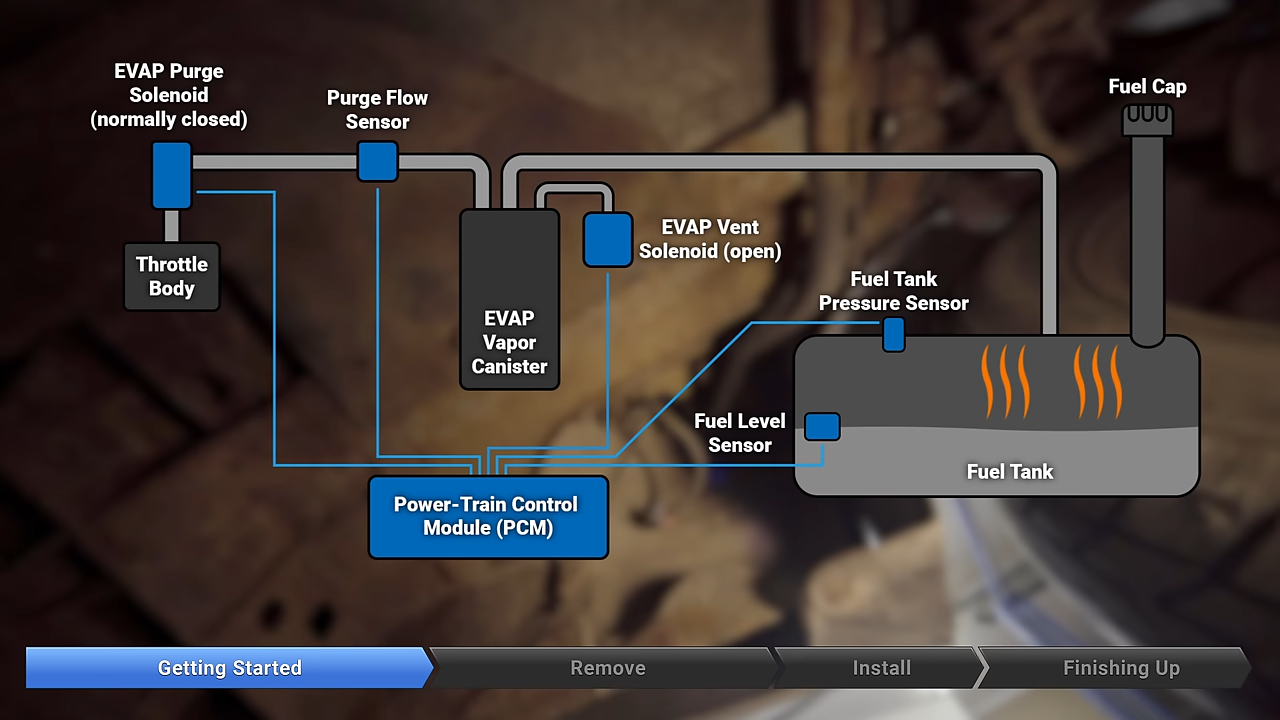 EVAP Purge
Solenoid
(normally closed)
Purge Flow
Sensor
Fuel Cap
EVAP Vent
Solenoid (open)
Throttle
Body
Fuel Tank
Pressure Sensor
EVAP
Vapor
Canister
Fuel Level
Sensor
Fuel Tank
Power-Train Control
Module (PCM)
Getting Started
Remove
Install
Finishing Up